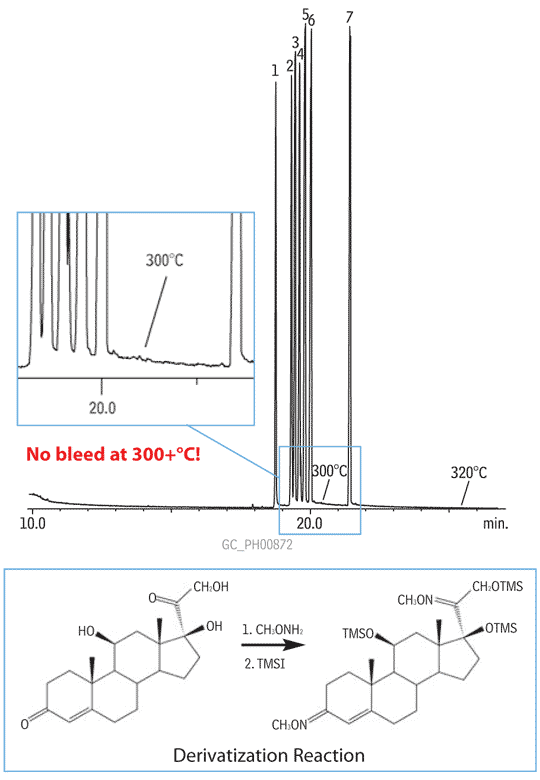 1 2 3 4 5 6 7
300°C
20.0
No bleed at 300+°C!
300°C
320°C
10.0 20.0 min.
GC_PH00872
CH₂OH
O
HO
OH
O
1. CH₃ONH₂
2. TMSI
CH₂OTMS
CH₃ON
TMSO
OTMS
CH₃ON
Derivatization Reaction